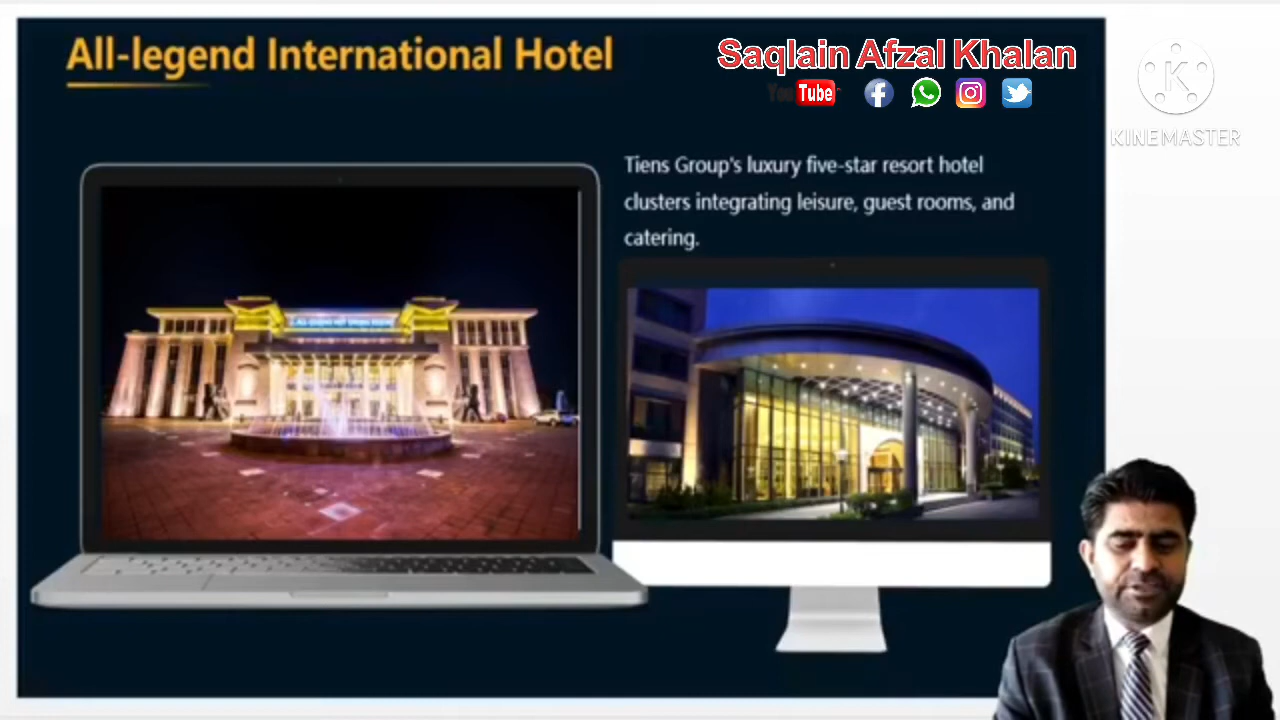 All-legend International Hotel
Saqlain Afzal Khalan
You Tube
K
KINEMASTER
Tiens Group's luxury five-star resort hotel
clusters integrating leisure, guest rooms, and
catering.